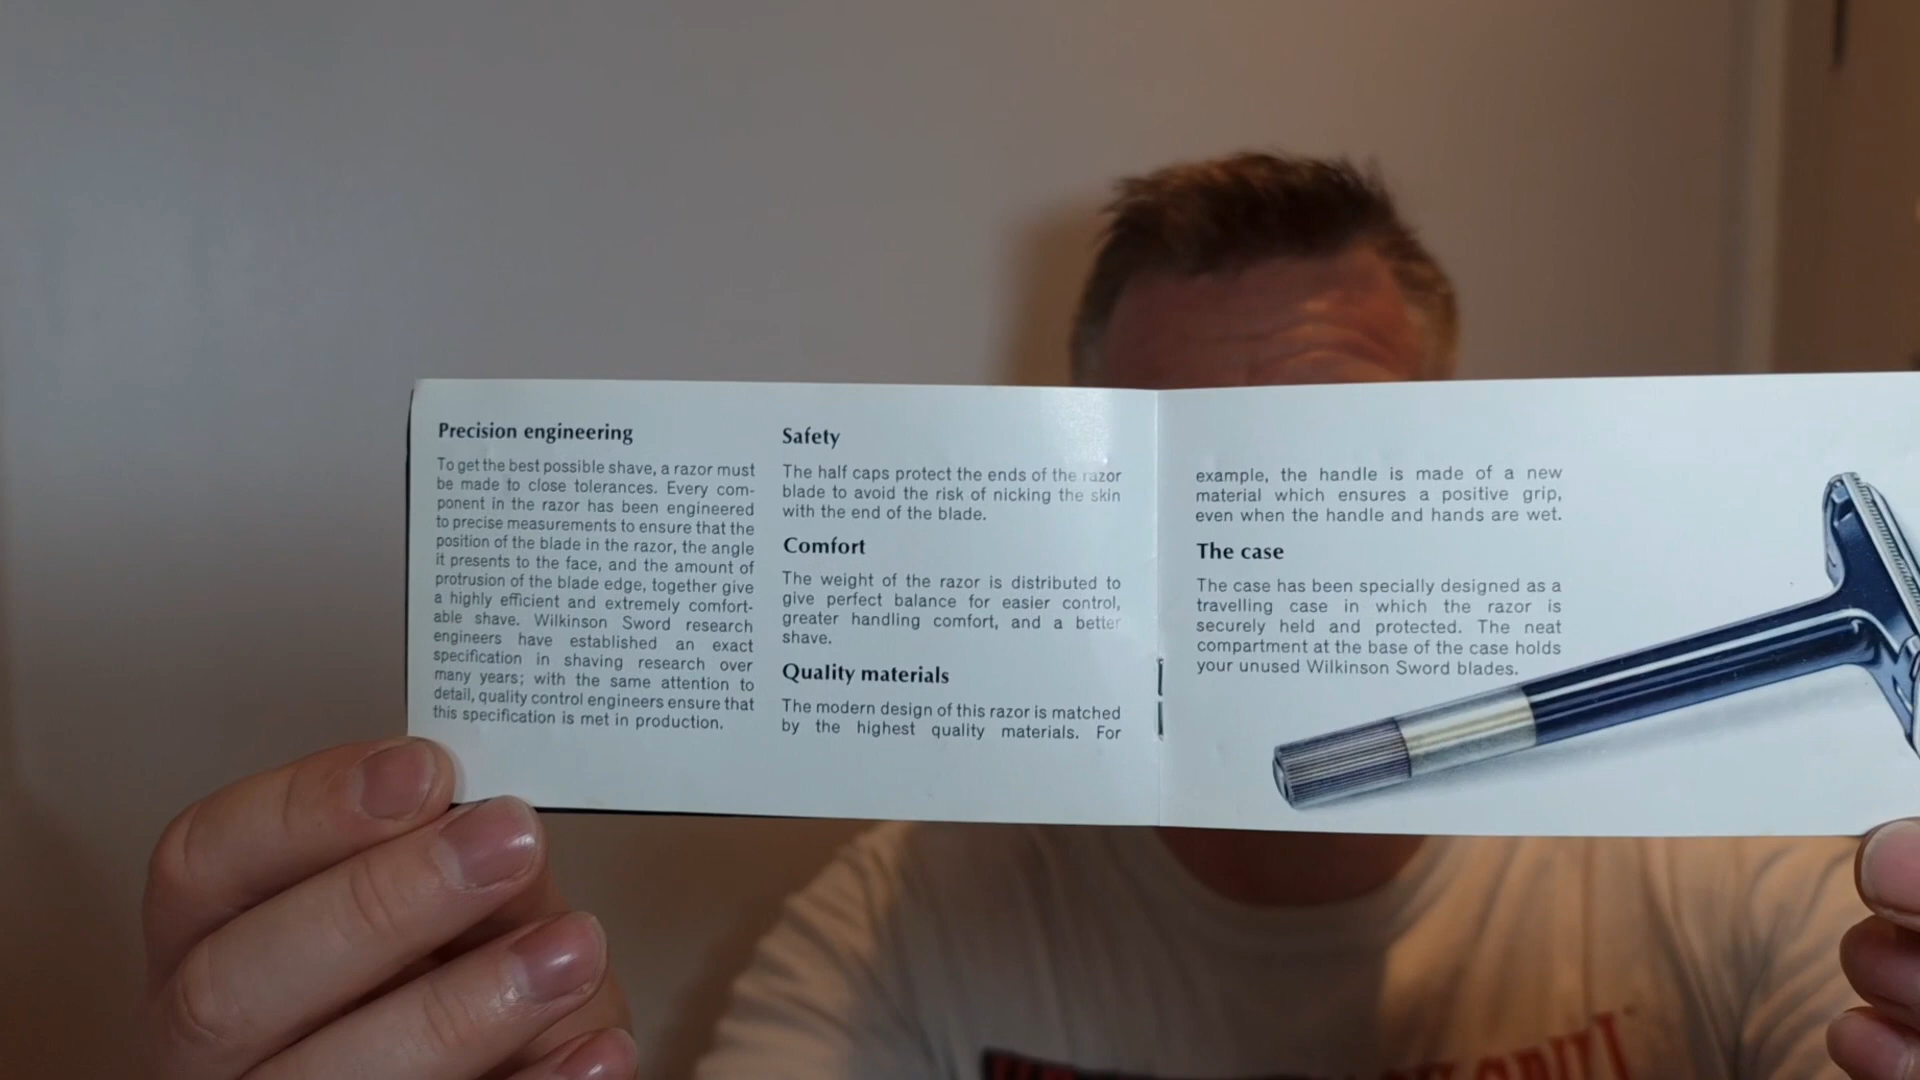 Precision engineering
To get the best possible shave, a razor must
be made to close tolerances. Every com-
ponent in the razor has been engineered
to precise measurements to ensure that the
position of the blade in the razor, the angle
it presents to the face, and the amount of
protrusion of the blade edge, together give
a highly efficient and extremely comfort-
able shave. Wilkinson Sword research
engineers have established an exact
specification in shaving research over
many years; with the same attention to
detail, quality control engineers ensure that
this specification is met in production.
Safety
The half caps protect the ends of the razor
blade to avoid the risk of nicking the skin
with the end of the blade.
Comfort
The weight of the razor is distributed to
give perfect balance for easier control,
greater handling comfort, and a better
shave.
Quality materials
The modern design of this razor is matched
by the highest quality materials. For
example, the handle is made of a new
material which ensures a positive grip,
even when the handle and hands are wet.
The case
The case has been specially designed as a
travelling case in which the razor is
securely held and protected. The neat
compartment at the base of the case holds
your unused Wilkinson Sword blades.